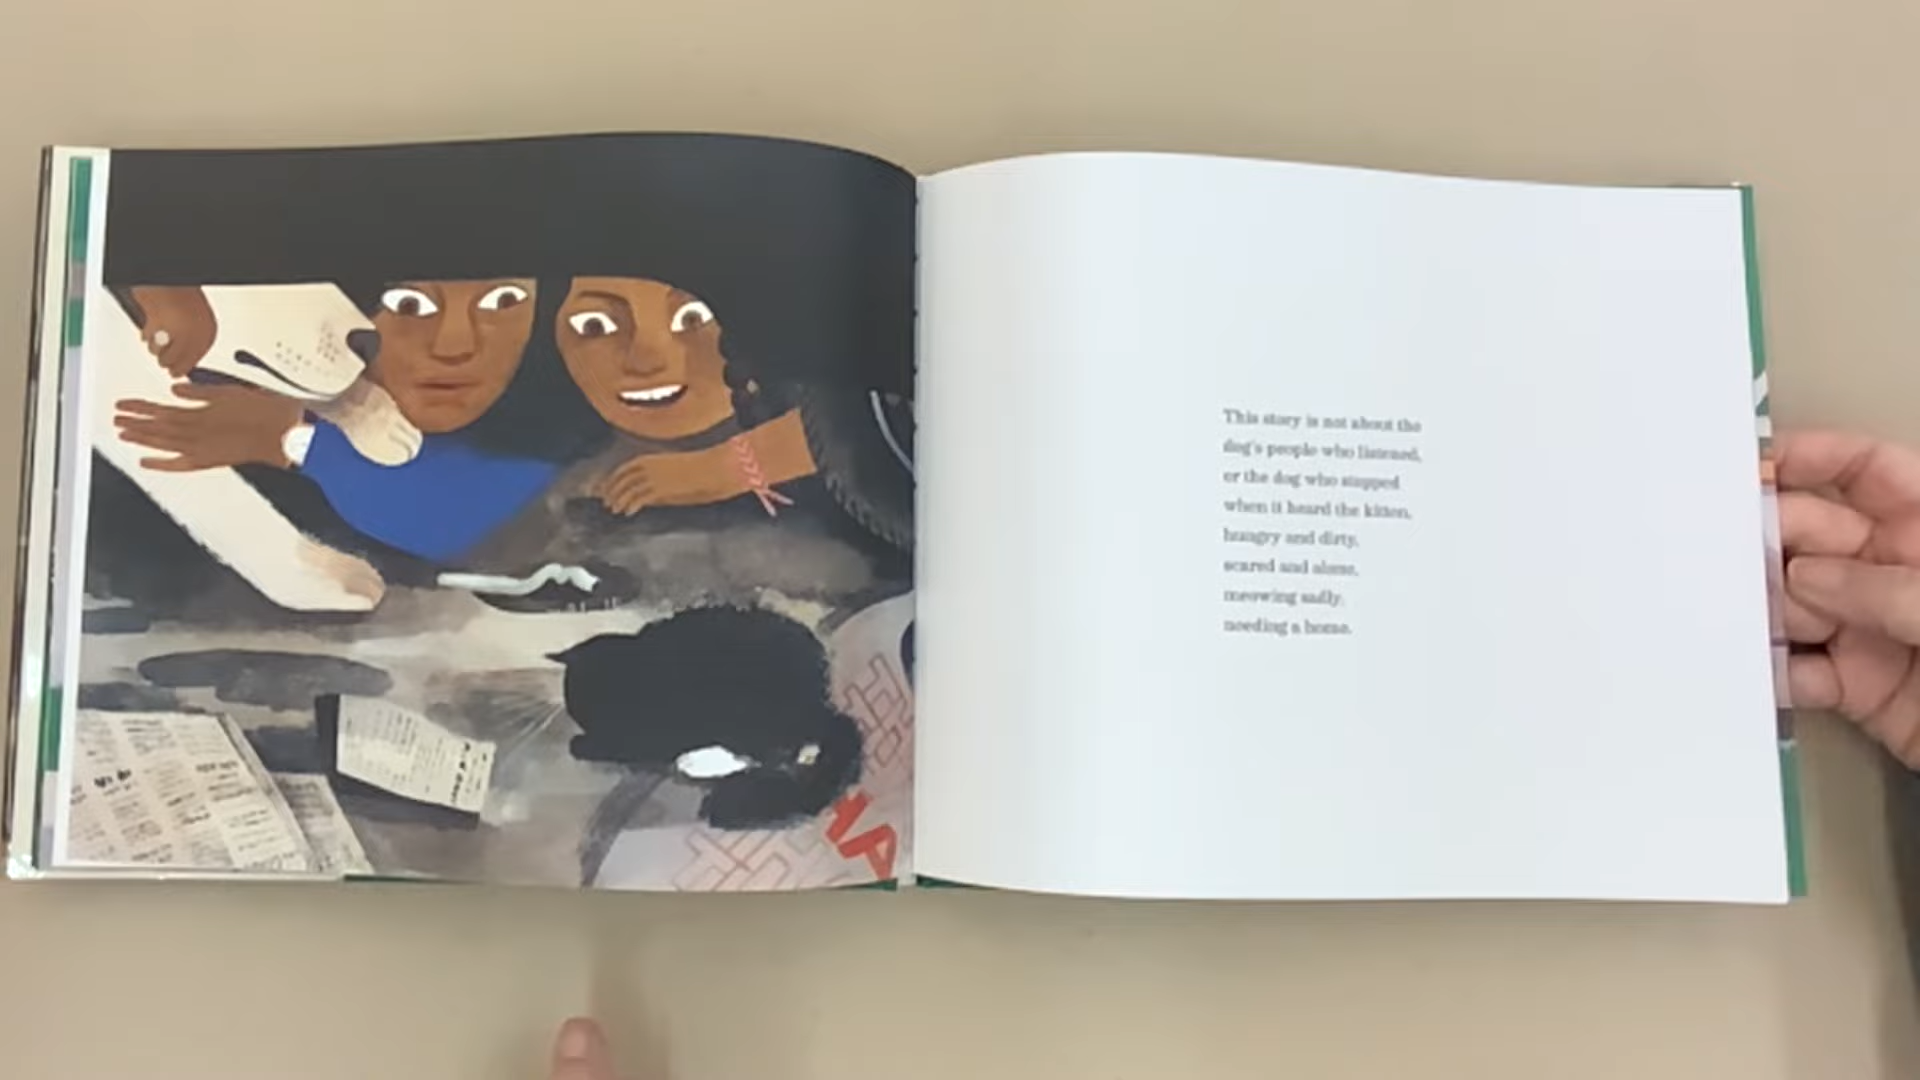 This story is not about the
dog's people who listened,
or the dog who stopped
when it heard the kitten,
hungry and dirty,
scared and alone,
meowing sadly,
needing a home.